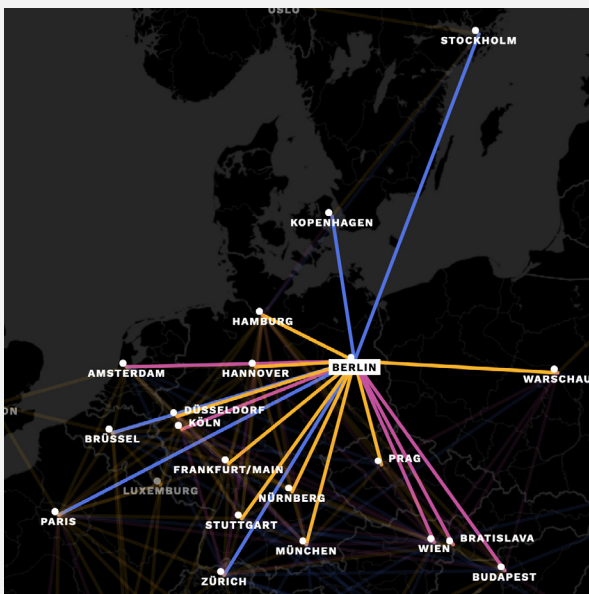 OSLO
STOCKHOLM
KOPENHAGEN
HAMBURG
BERLIN
AMSTERDAM
HANNOVER
WARSCHAU
DÜSSELDORF
KÖLN
BRÜSSEL
FRANKFURT/MAIN
PRAG
LUXEMBURG
NÜRNBERG
PARIS
STUTTGART
MÜNCHEN
WIEN
BRATISLAVA
ZÜRICH
BUDAPEST